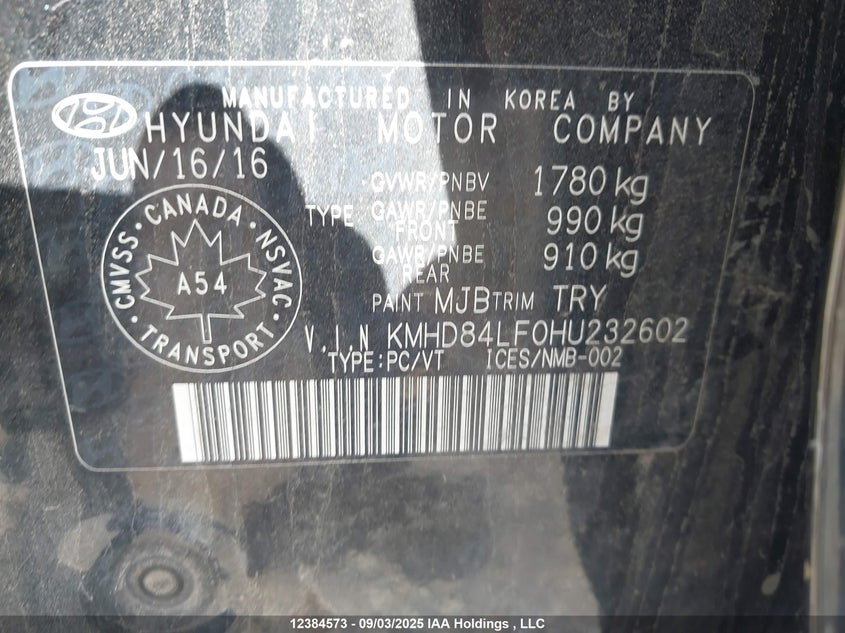 MANUFACTURED IN KOREA BY
HYUNDAI MOTOR COMPANY
JUN/16/16
GVWR/PNBV 1780 kg
TYPE GAWR/PNBE FRONT 990 kg
GAWR/PNBE REAR 910 kg
PAINT MJB TRIM TRY
V.I.N KMHD84LF0HU232602
TYPE:PC/VT ICES/NMB-002
CMVSS · CANADA · NSVAC · TRANSPORT ·
A54
12384573 - 09/03/2025 IAA Holdings , LLC